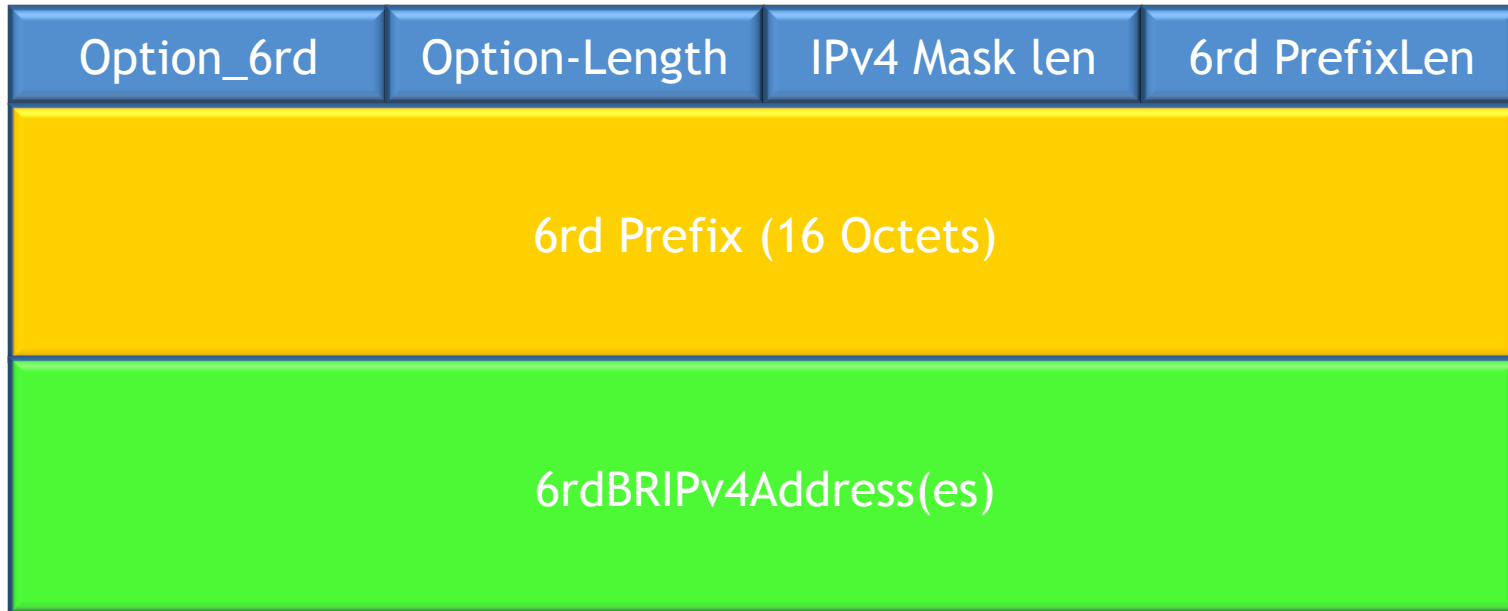 Option_6rd
Option-Length
IPv4 Mask len
6rd PrefixLen
6rd Prefix (16 Octets)
6rdBRIPv4Address(es)